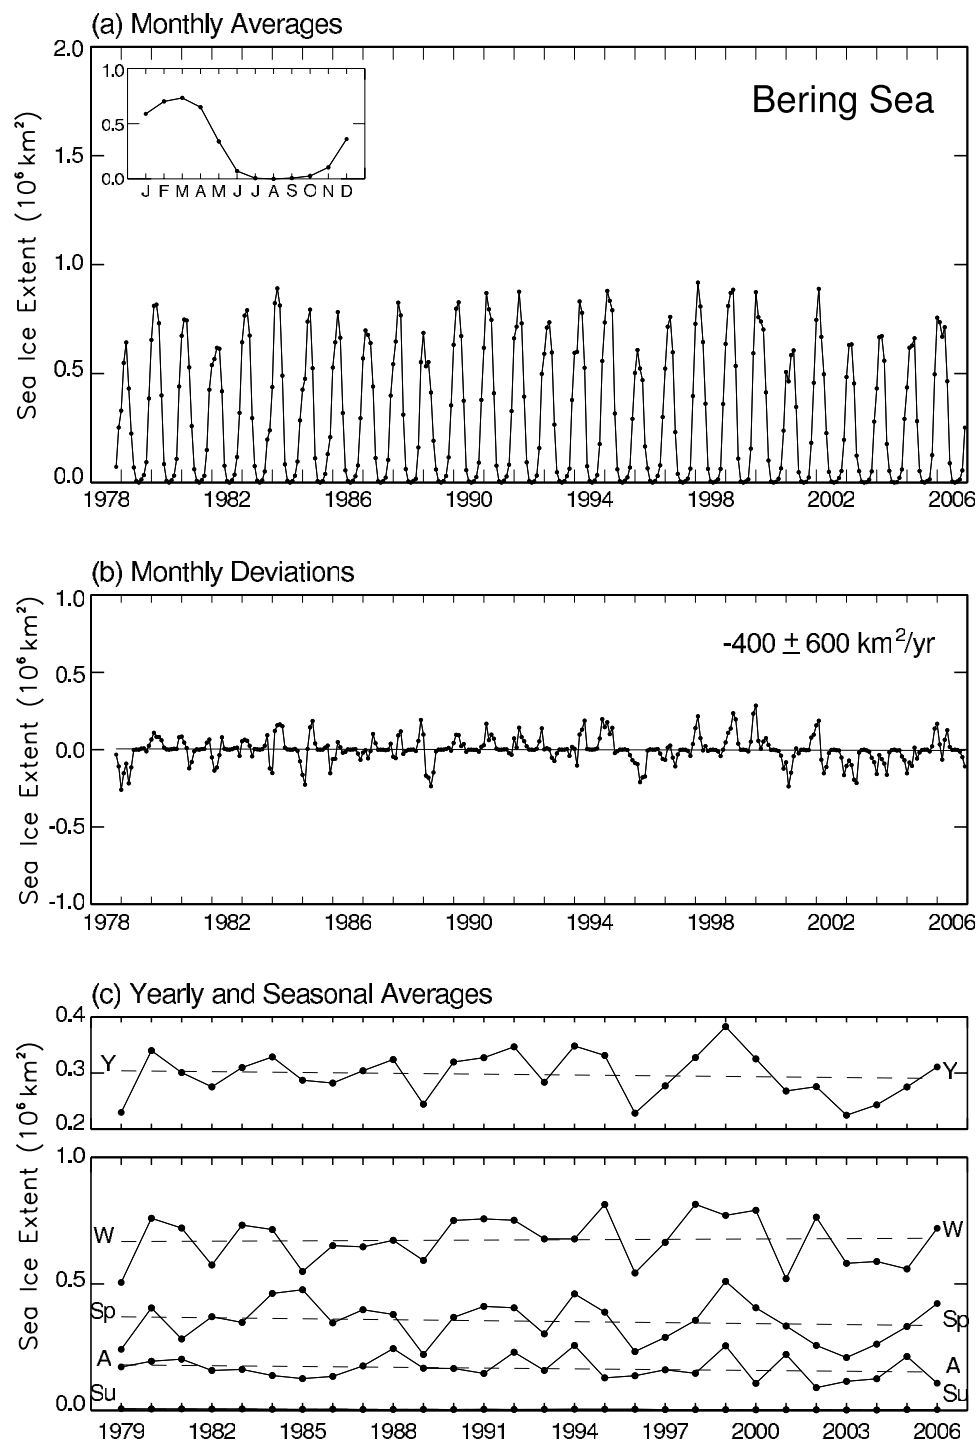 (a) Monthly Averages
2.0
1.0
Bering Sea
0.5
1.5
0.0
J F M A M J J A S O N D
1.0
0.5
0.0
Sea Ice Extent (10⁶ km²)
1978 1982 1986 1990 1994 1998 2002 2006
(b) Monthly Deviations
1.0
-400 ± 600 km²/yr
0.5
0.0
-0.5
-1.0
Sea Ice Extent (10⁶ km²)
1978 1982 1986 1990 1994 1998 2002 2006
(c) Yearly and Seasonal Averages
0.4
Y Y
0.3
0.2
1.0
W W
0.5
Sp Sp
A A
Su Su
0.0
Sea Ice Extent (10⁶ km²)
1979 1982 1985 1988 1991 1994 1997 2000 2003 2006